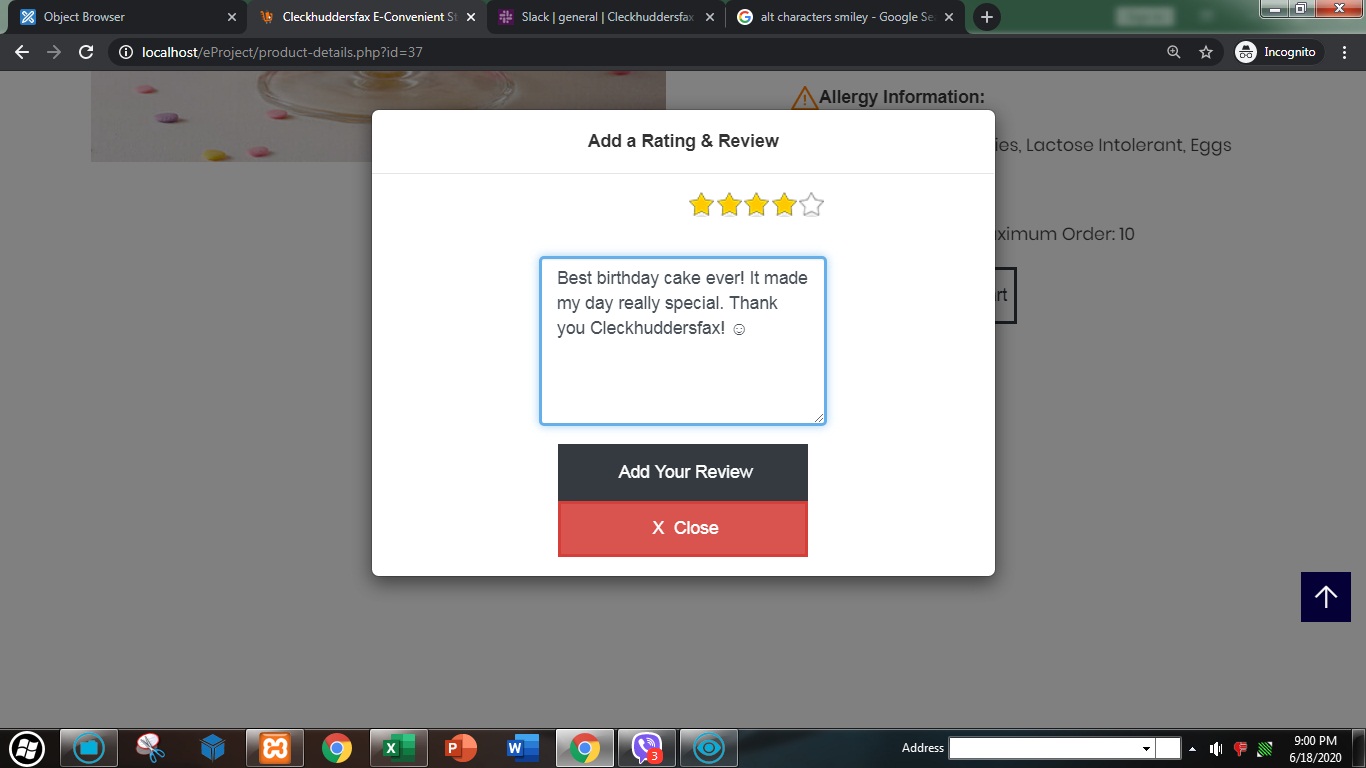 Object Browser
Cleckhuddersfax E-Convenient St
Slack | general | Cleckhuddersfax
alt characters smiley - Google Se
localhost/eProject/product-details.php?id=37
Incognito
Allergy Information:
ies, Lactose Intolerant, Eggs
ximum Order: 10
rt
Add a Rating & Review
Best birthday cake ever! It made
my day really special. Thank
you Cleckhuddersfax! ☺
Add Your Review
X Close
Address
3
9:00 PM
6/18/2020